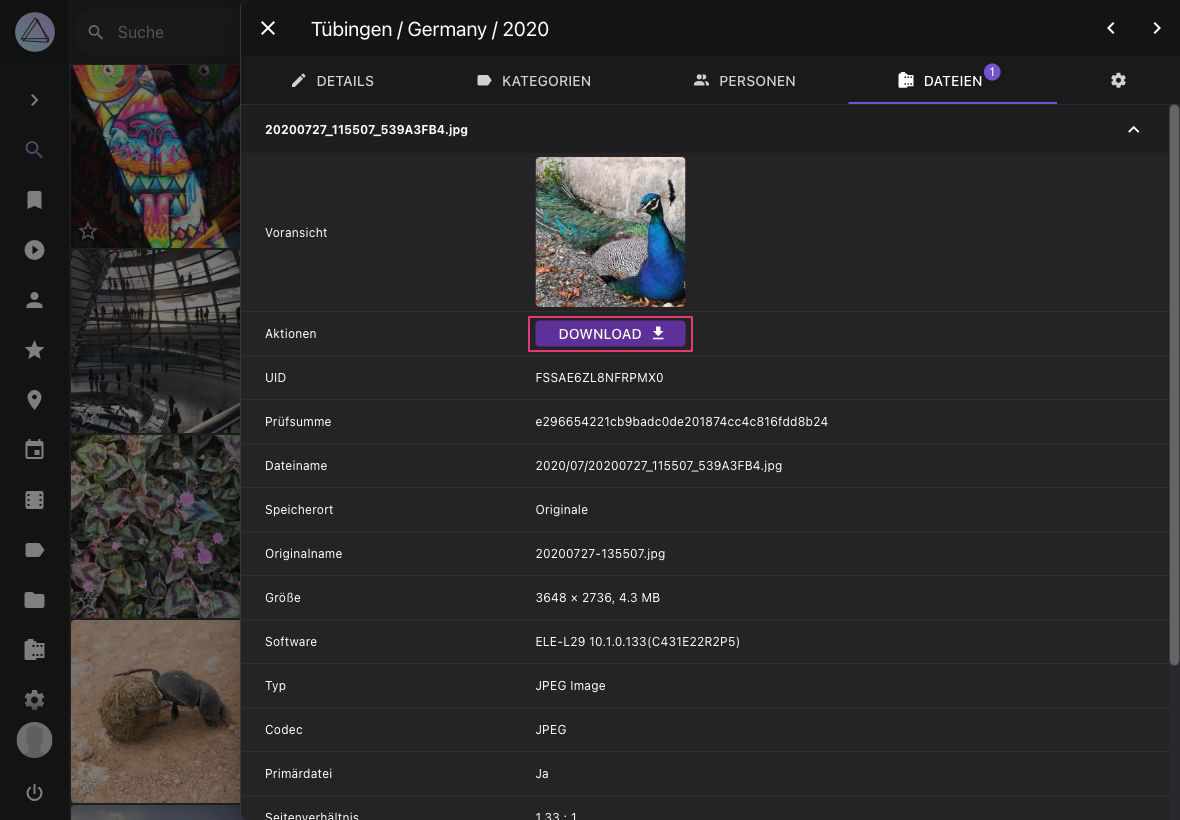 Suche
Tübingen / Germany / 2020
DETAILS
KATEGORIEN
PERSONEN
DATEIEN 1
20200727_115507_539A3FB4.jpg
Voransicht
Aktionen DOWNLOAD
UID FSSAE6ZL8NFRPMX0
Prüfsumme e296654221cb9badc0de201874cc4c816fdd8b24
Dateiname 2020/07/20200727_115507_539A3FB4.jpg
Speicherort Originale
Originalname 20200727-135507.jpg
Größe 3648 × 2736, 4.3 MB
Software ELE-L29 10.1.0.133(C431E22R2P5)
Typ JPEG Image
Codec JPEG
Primärdatei Ja
Seitenverhältnis 1.33 : 1